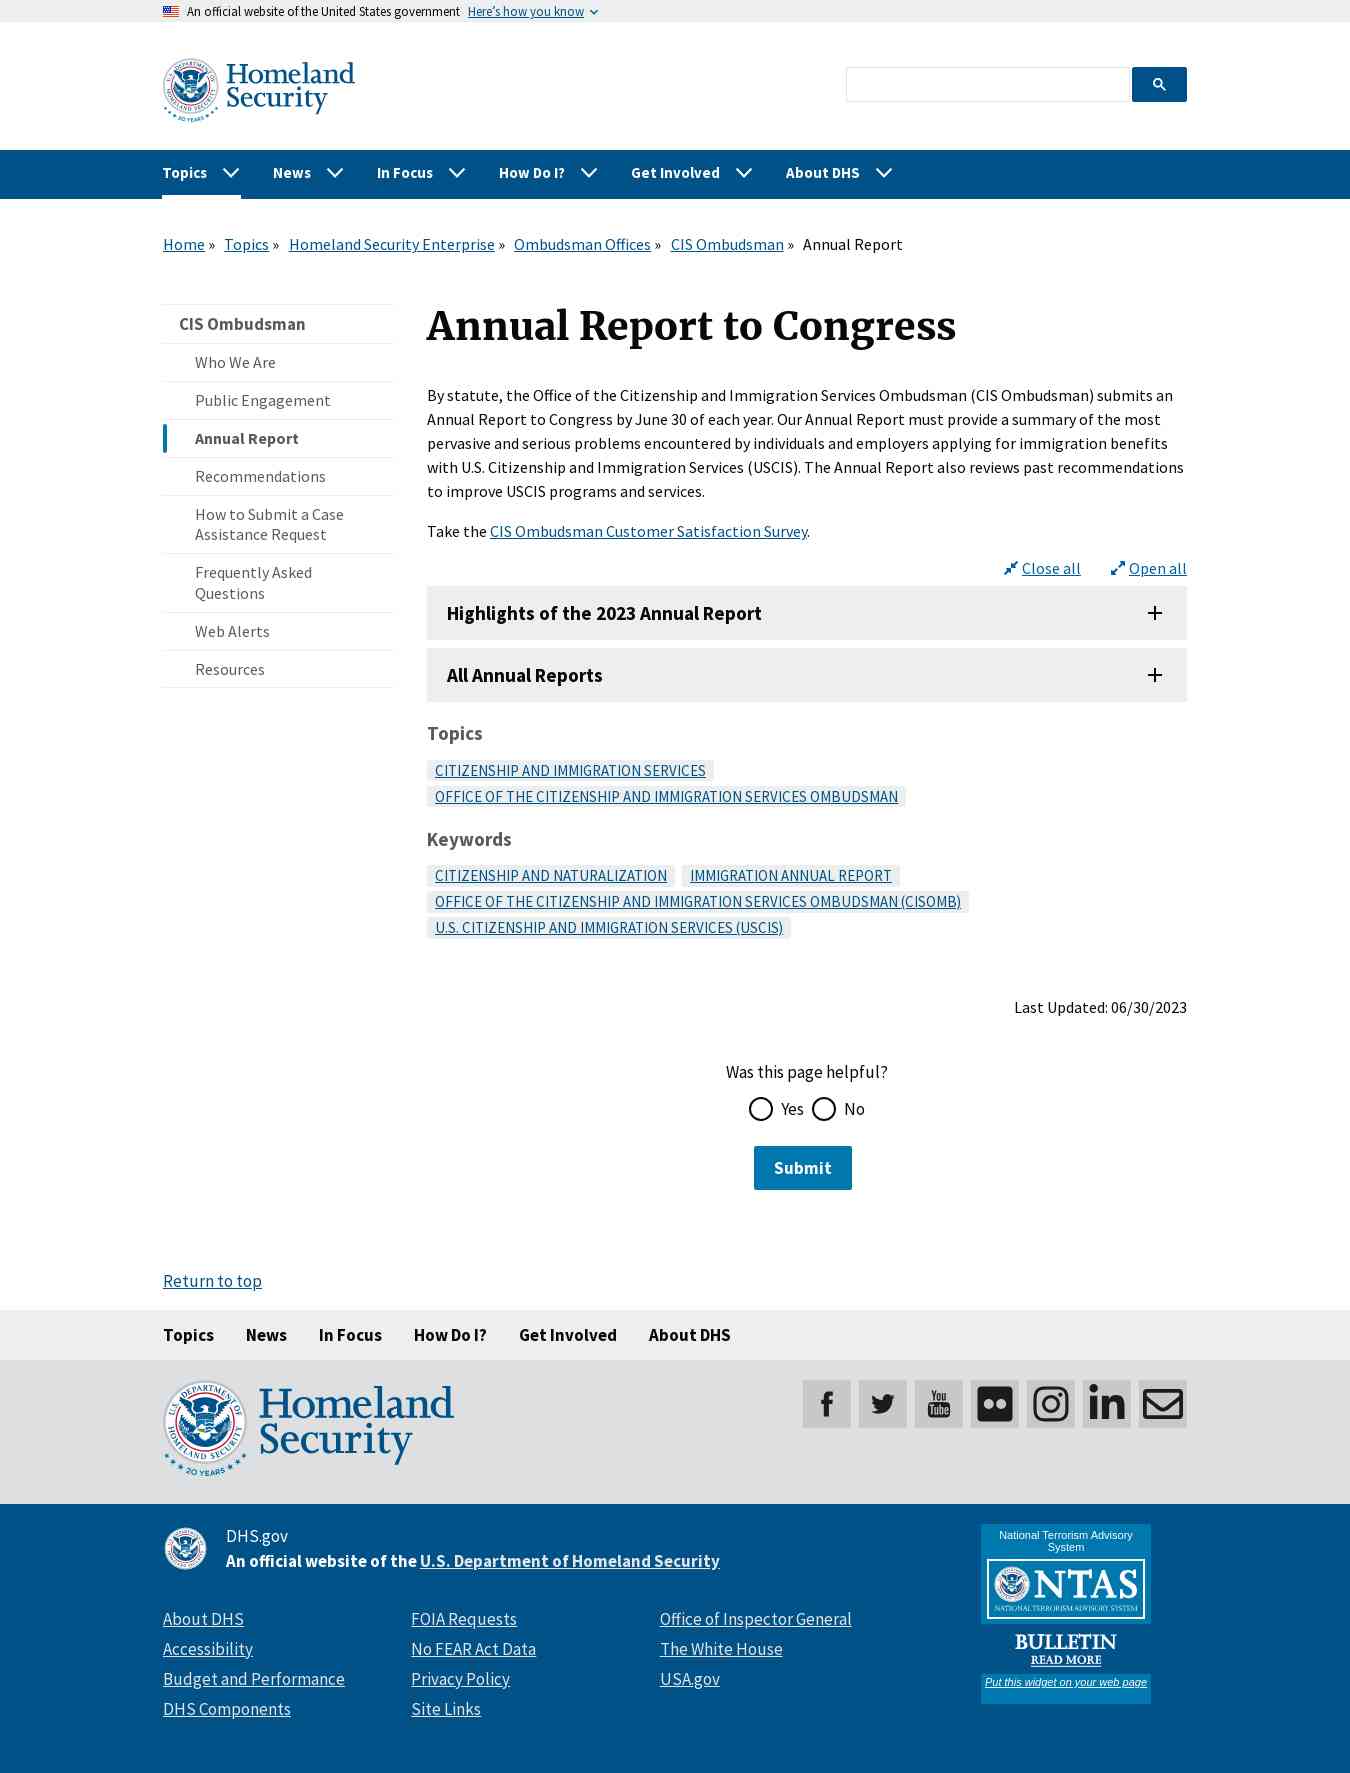 An official website of the United States government Here's how you know
Homeland
Security
20 YEARS
Topics News In Focus How Do I? Get Involved About DHS
Home » Topics » Homeland Security Enterprise » Ombudsman Offices » CIS Ombudsman » Annual Report
CIS Ombudsman
Who We Are
Public Engagement
Annual Report
Recommendations
How to Submit a Case
Assistance Request
Frequently Asked
Questions
Web Alerts
Resources
Annual Report to Congress
By statute, the Office of the Citizenship and Immigration Services Ombudsman (CIS Ombudsman) submits an
Annual Report to Congress by June 30 of each year. Our Annual Report must provide a summary of the most
pervasive and serious problems encountered by individuals and employers applying for immigration benefits
with U.S. Citizenship and Immigration Services (USCIS). The Annual Report also reviews past recommendations
to improve USCIS programs and services.
Take the CIS Ombudsman Customer Satisfaction Survey.
Close all Open all
Highlights of the 2023 Annual Report
All Annual Reports
Topics
CITIZENSHIP AND IMMIGRATION SERVICES
OFFICE OF THE CITIZENSHIP AND IMMIGRATION SERVICES OMBUDSMAN
Keywords
CITIZENSHIP AND NATURALIZATION IMMIGRATION ANNUAL REPORT
OFFICE OF THE CITIZENSHIP AND IMMIGRATION SERVICES OMBUDSMAN (CISOMB)
U.S. CITIZENSHIP AND IMMIGRATION SERVICES (USCIS)
Last Updated: 06/30/2023
Was this page helpful?
Yes No
Submit
Return to top
Topics News In Focus How Do I? Get Involved About DHS
U.S. DEPARTMENT OF HOMELAND SECURITY
20 YEARS
Homeland
Security
You
Tube
DHS.gov
An official website of the U.S. Department of Homeland Security
About DHS
Accessibility
Budget and Performance
DHS Components
FOIA Requests
No FEAR Act Data
Privacy Policy
Site Links
Office of Inspector General
The White House
USA.gov
National Terrorism Advisory
System
NTAS
NATIONAL TERRORISM ADVISORY SYSTEM
BULLETIN
READ MORE
Put this widget on your web page